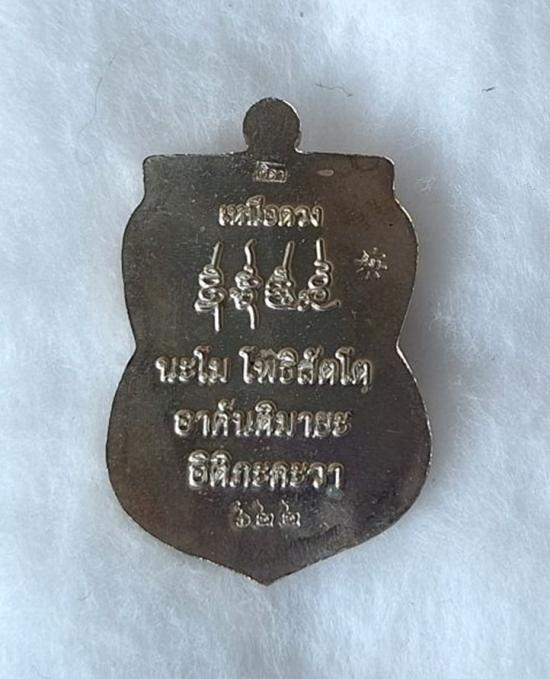 เหนือดวง
นะโม โพธิสัตโต
อาคันติมายะ
อิติภะคะวา
๖๒๒